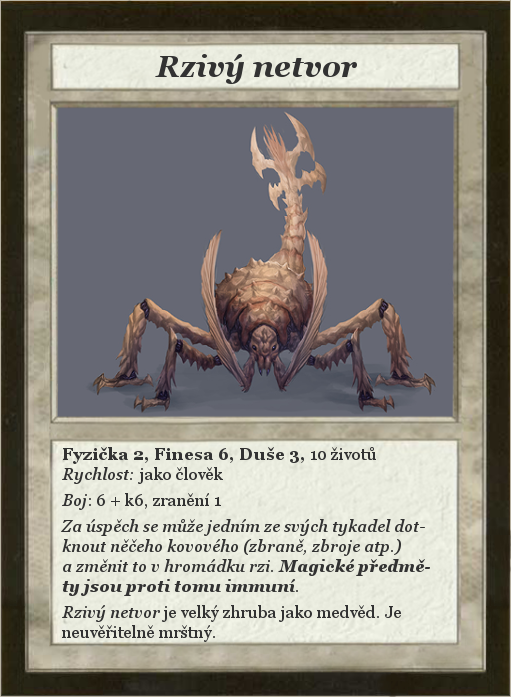 Rzivý netvor
Fyzička 2, Finesa 6, Duše 3, 10 životů
Rychlost: jako člověk
Boj: 6 + k6, zranění 1
Za úspěch se může jedním ze svých tykadel dot-
knout něčeho kovového (zbraně, zbroje atp.)
a změnit to v hromádku rzi. Magické předmě-
ty jsou proti tomu immuní.
Rzivý netvor je velký zhruba jako medvěd. Je
neuvěřitelně mrštný.